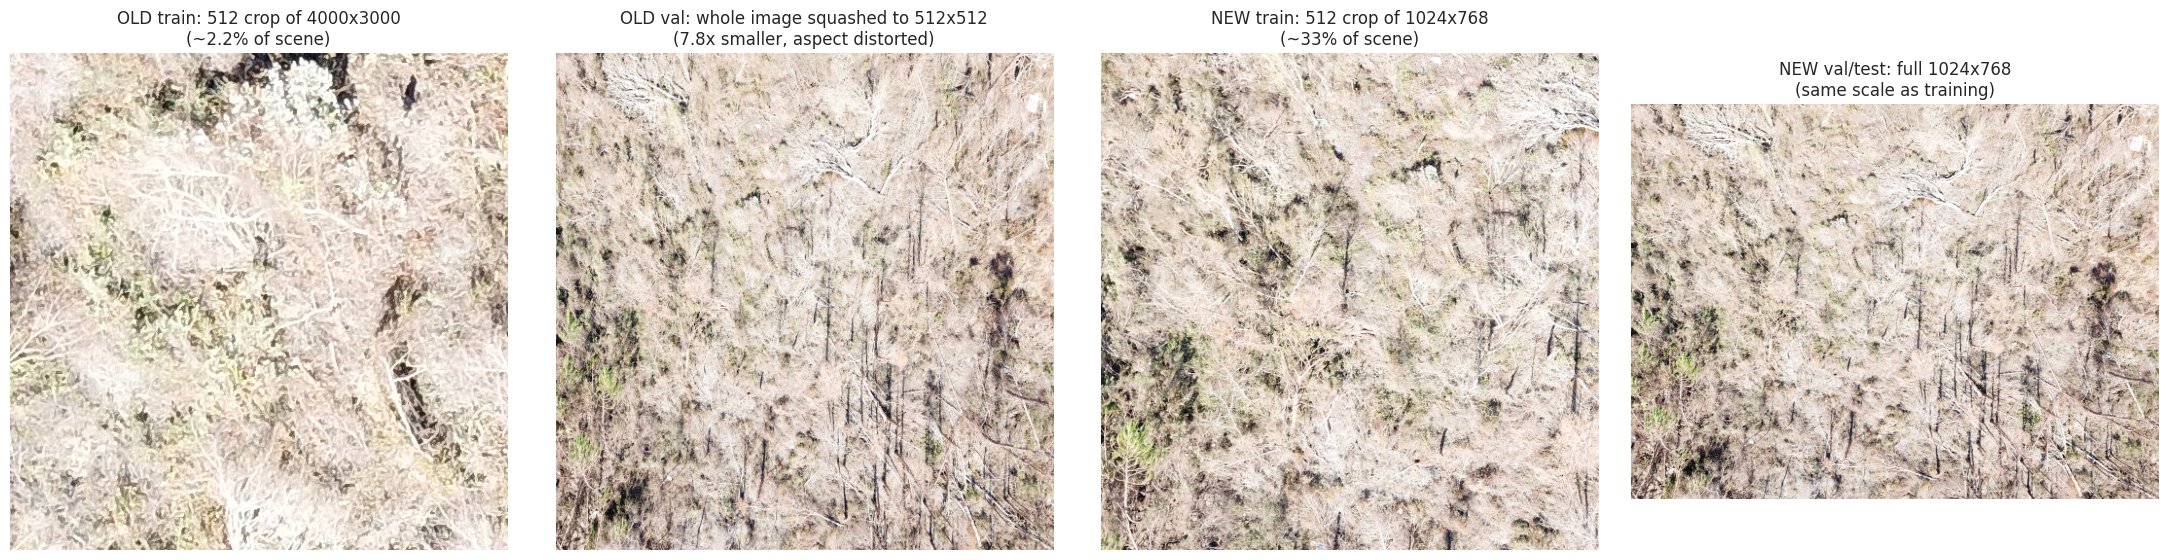 OLD train: 512 crop of 4000x3000
(~2.2% of scene)
OLD val: whole image squashed to 512x512
(7.8x smaller, aspect distorted)
NEW train: 512 crop of 1024x768
(~33% of scene)
NEW val/test: full 1024x768
(same scale as training)